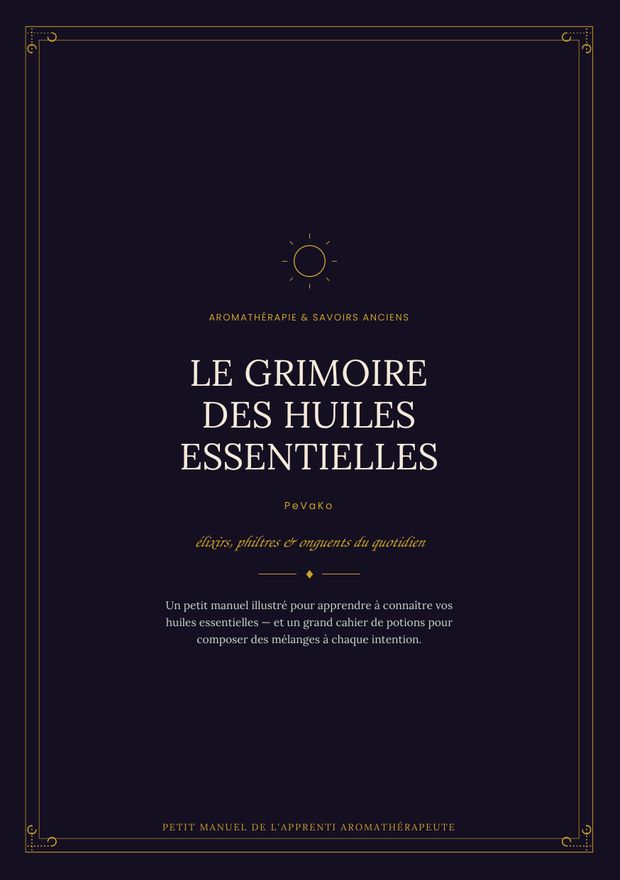 AROMATHÉRAPIE & SAVOIRS ANCIENS
LE GRIMOIRE
DES HUILES
ESSENTIELLES
PeVaKo
élixirs, philtres & onguents du quotidien
Un petit manuel illustré pour apprendre à connaître vos
huiles essentielles — et un grand cahier de potions pour
composer des mélanges à chaque intention.
PETIT MANUEL DE L'APPRENTI AROMATHÉRAPEUTE